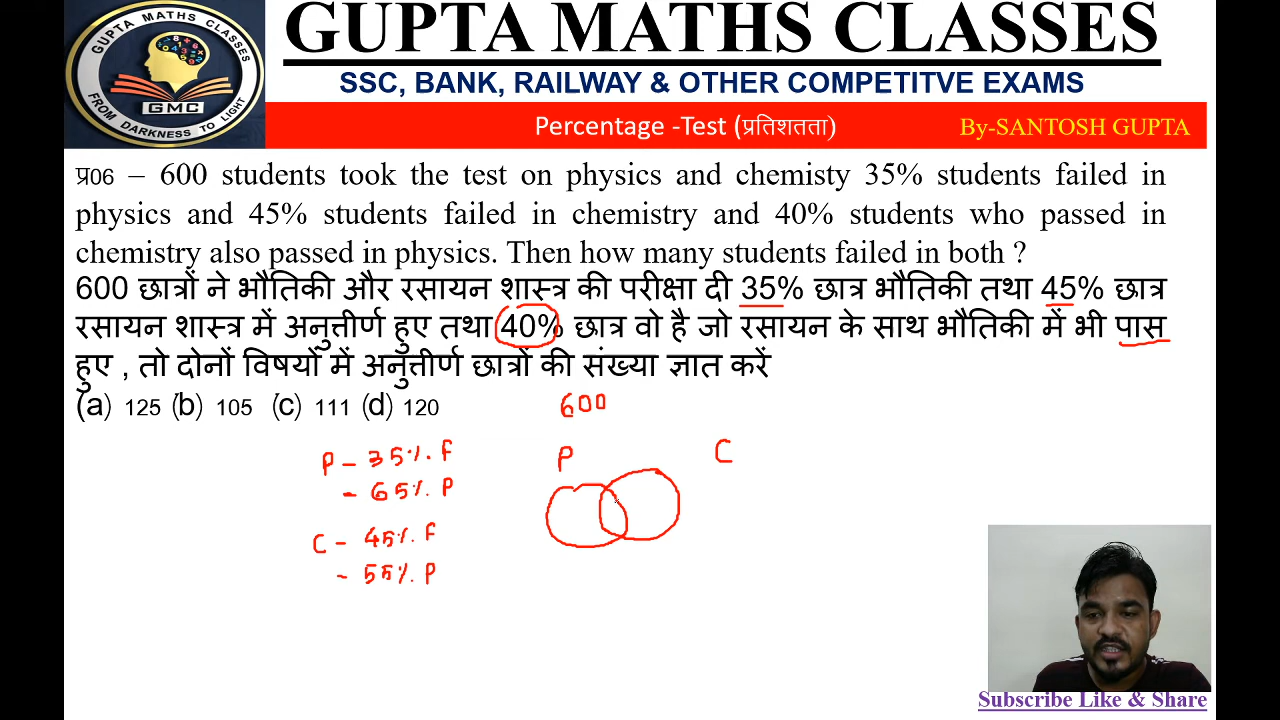 GUPTA MATHS CLASSES
GUPTA MATHS CLASSES
GMC
FROM DARKNESS TO LIGHT
SSC, BANK, RAILWAY & OTHER COMPETITVE EXAMS
Percentage -Test (प्रतिशतता) By-SANTOSH GUPTA
प्र06 – 600 students took the test on physics and chemisty 35% students failed in
physics and 45% students failed in chemistry and 40% students who passed in
chemistry also passed in physics. Then how many students failed in both ?
600 छात्रों ने भौतिकी और रसायन शास्त्र की परीक्षा दी 35% छात्र भौतिकी तथा 45% छात्र
रसायन शास्त्र में अनुत्तीर्ण हुए तथा 40% छात्र वो है जो रसायन के साथ भौतिकी में भी पास
हुए , तो दोनों विषयों में अनुत्तीर्ण छात्रों की संख्या ज्ञात करें
(a) 125 (b) 105 (c) 111 (d) 120
600
P C
P – 35% F
- 65% P
C – 45% F
- 55% P
Subscribe Like & Share